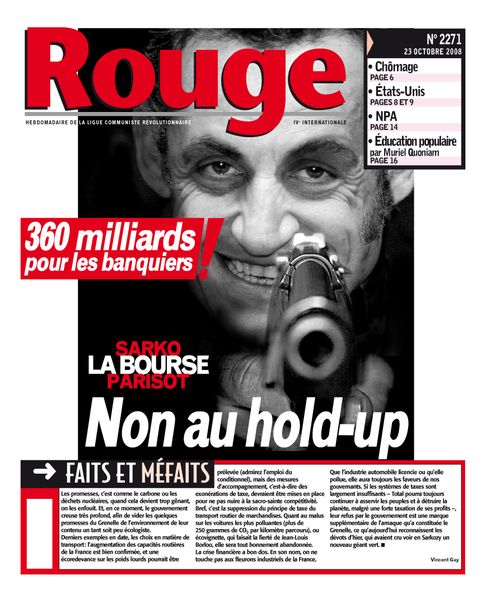 Rouge
HEBDOMADAIRE DE LA LIGUE COMMUNISTE RÉVOLUTIONNAIRE
IVe INTERNATIONALE
N° 2271
23 OCTOBRE 2008
• Chômage
PAGE 6
• États-Unis
PAGES 8 ET 9
• NPA
PAGE 14
• Éducation populaire
par Muriel Quoniam
PAGE 16
360 milliards
pour les banquiers !
SARKO
LA BOURSE
PARISOT
Non au hold-up
→ FAITS ET MÉFAITS
Les promesses, c'est comme le carbone ou les
déchets nucléaires, quand cela devient trop gênant,
on les enfouit. Et, en ce moment, le gouvernement
creuse très profond, afin de vider les quelques
promesses du Grenelle de l'environnement de leur
contenu un tant soit peu écologiste.
Derniers exemples en date, les choix en matière de
transport: l'augmentation des capacités routières
de la France est bien confirmée, et une
écoredevance sur les poids lourds pourrait être
prélevée (admirez l'emploi du
conditionnel), mais des mesures
d'accompagnement, c'est-à-dire des
exonérations de taxe, devraient être mises en place
pour ne pas nuire à la sacro-sainte compétitivité.
Bref, c'est la suppression du principe de taxe du
transport routier de marchandises. Quant au malus
sur les voitures les plus polluantes (plus de
250 grammes de CO2 par kilomètre parcouru), ou
écovignette, qui faisait la fierté de Jean-Louis
Borloo, elle sera tout bonnement abandonnée.
La crise financière a bon dos. En son nom, on ne
touche pas aux fleurons industriels de la France.
Que l'industrie automobile licencie ou qu'elle
pollue, elle aura toujours les faveurs de nos
gouvernants. Si les systèmes de taxes sont
largement insuffisants – Total pourra toujours
continuer à asservir les peuples et à détruire la
planète, malgré une forte taxation de ses profits –,
leur refus par le gouvernement est une marque
supplémentaire de l'arnaque qu'a constituée le
Grenelle, ce qu'aujourd'hui reconnaissent les
dévots d'hier, qui avaient cru voir en Sarkozy un
nouveau géant vert. ■
Vincent Gay